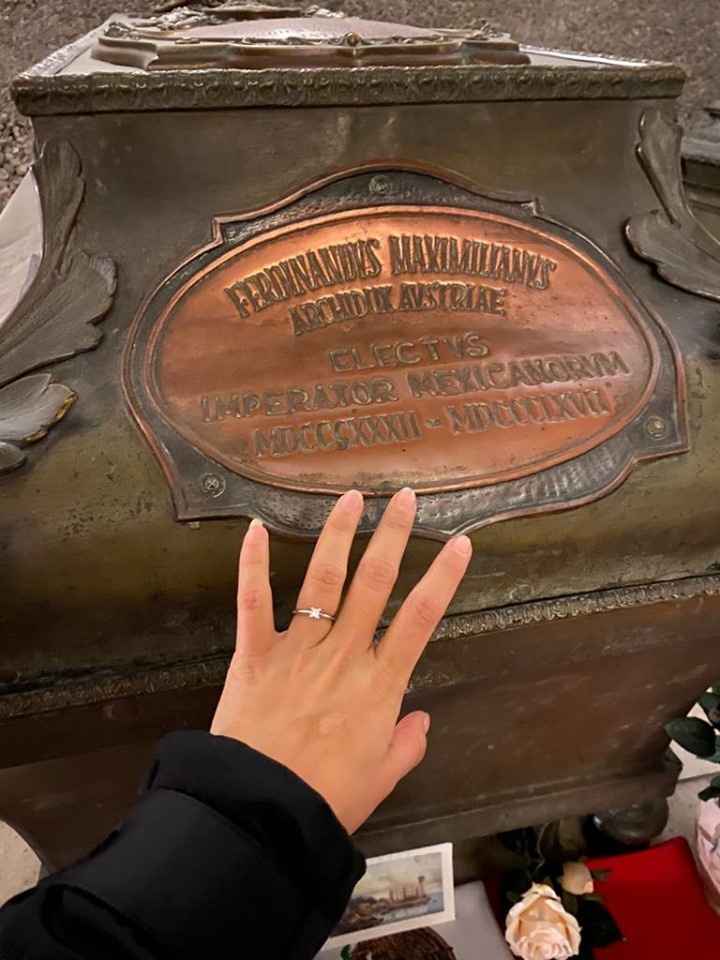 FERDINANDVS MAXIMILIANVS
ARCHIDVX AVSTRIAE
ELECTVS
IMPERATOR MEXICANORVM
MDCCCXXXII - MDCCCLXVII